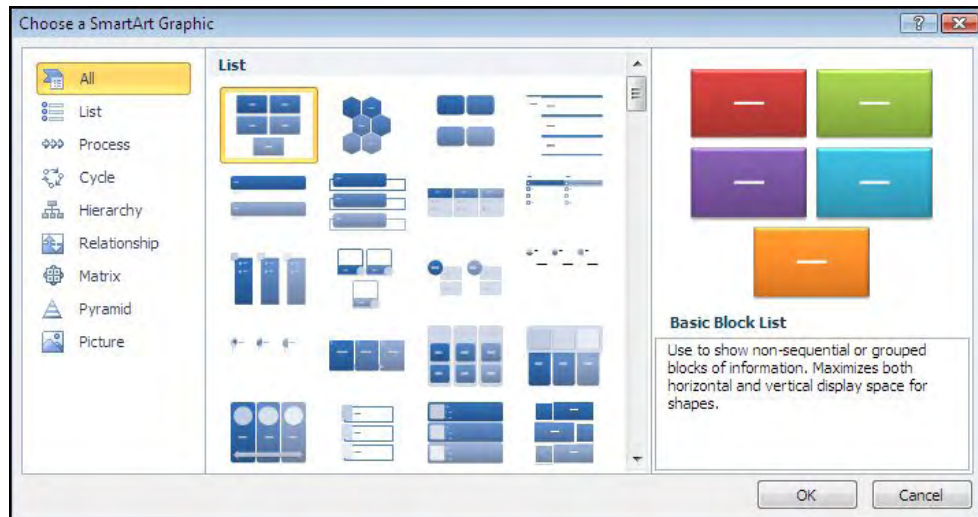 Choose a SmartArt Graphic
All
List
Process
Cycle
Hierarchy
Relationship
Matrix
Pyramid
Picture
List
Basic Block List
Use to show non-sequential or grouped
blocks of information. Maximizes both
horizontal and vertical display space for
shapes.
OK
Cancel